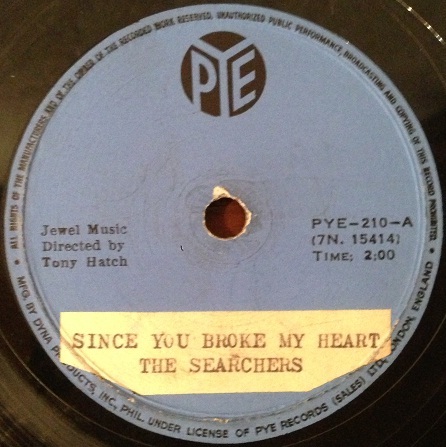 ALL RIGHTS OF THE MANUFACTURERS AND OF THE OWNER OF THE RECORDED WORK RESERVED. UNAUTHORIZED PUBLIC PERFORMANCE, BROADCASTING AND COPYING OF THIS RECORD PROHIBITED.
PYE
Jewel Music
Directed by
Tony Hatch
PYE-210-A
(7N. 15414)
TIME; 2;00
SINCE YOU BROKE MY HEART
THE SEARCHERS
MFG. BY DYNA INC, PHIL. UNDER LICENSE OF PYE RECORDS (SALES) LTD. LONDON, ENGLAND